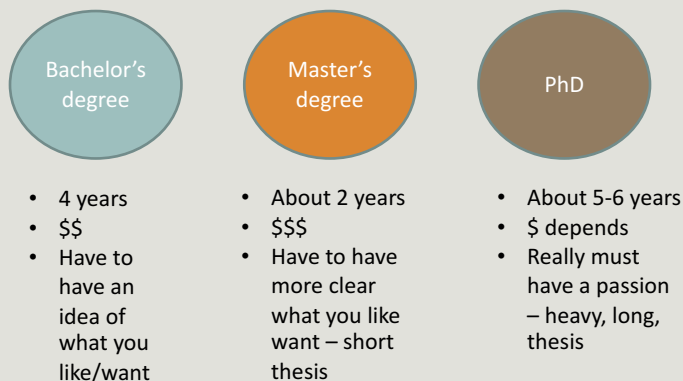 Bachelor's
degree
Master's
degree
PhD
• 4 years
• $$
• Have to
have an
idea of
what you
like/want
• About 2 years
• $$$
• Have to have
more clear
what you like
want – short
thesis
• About 5-6 years
• $ depends
• Really must
have a passion
– heavy, long,
thesis